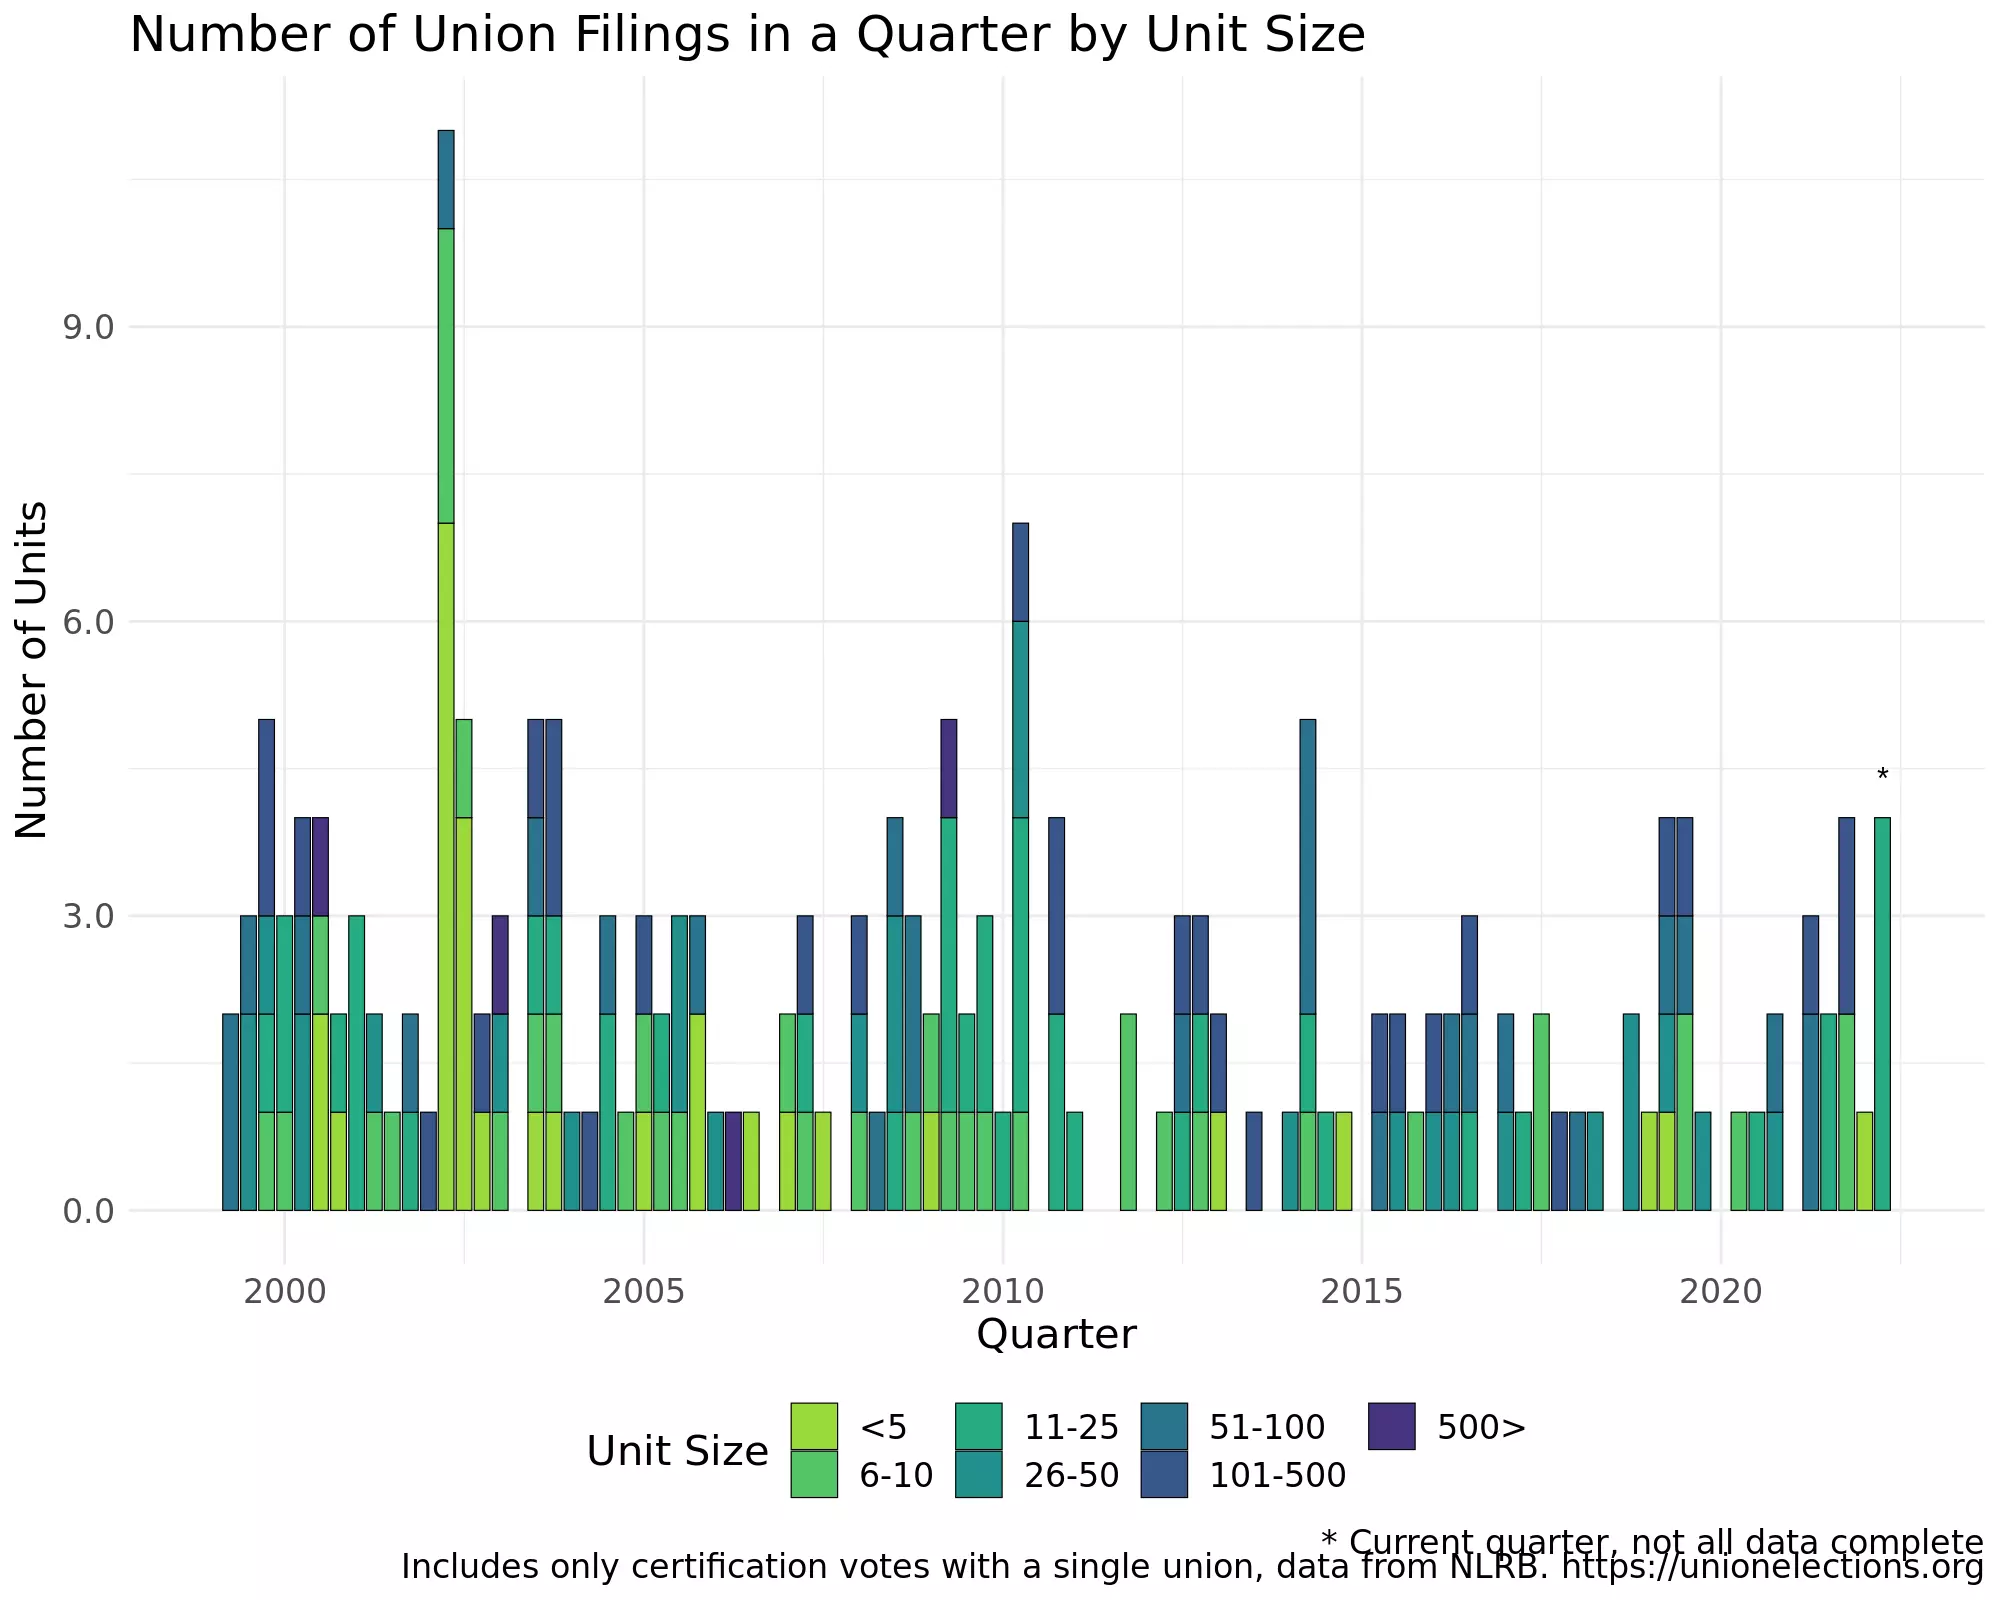 Number of Union Filings in a Quarter by Unit Size
Number of Units
9.0
6.0
3.0
0.0
*
2000 2005 2010 2015 2020
Quarter
Unit Size
<5 11-25 51-100 500>
6-10 26-50 101-500
* Current quarter, not all data complete
Includes only certification votes with a single union, data from NLRB. https://unionelections.org